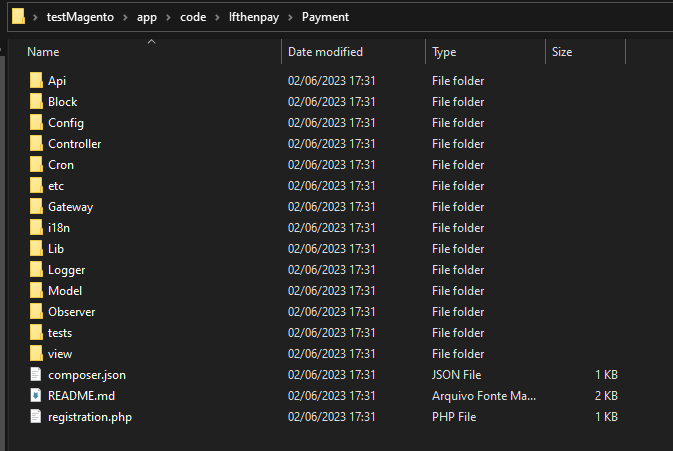 testMagento > app > code > Ifthenpay > Payment
Name Date modified Type Size
Api 02/06/2023 17:31 File folder
Block 02/06/2023 17:31 File folder
Config 02/06/2023 17:31 File folder
Controller 02/06/2023 17:31 File folder
Cron 02/06/2023 17:31 File folder
etc 02/06/2023 17:31 File folder
Gateway 02/06/2023 17:31 File folder
i18n 02/06/2023 17:31 File folder
Lib 02/06/2023 17:31 File folder
Logger 02/06/2023 17:31 File folder
Model 02/06/2023 17:31 File folder
Observer 02/06/2023 17:31 File folder
tests 02/06/2023 17:31 File folder
view 02/06/2023 17:31 File folder
composer.json 02/06/2023 17:31 JSON File 1 KB
README.md 02/06/2023 17:31 Arquivo Fonte Ma... 2 KB
registration.php 02/06/2023 17:31 PHP File 1 KB